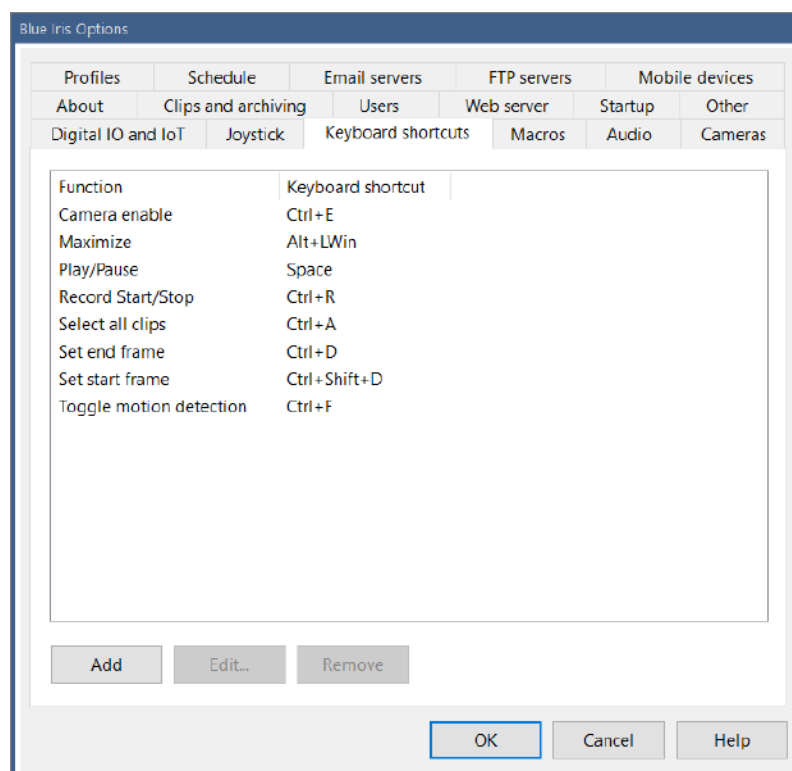 Blue Iris Options
Profiles Schedule Email servers FTP servers Mobile devices
About Clips and archiving Users Web server Startup Other
Digital IO and IoT Joystick Keyboard shortcuts Macros Audio Cameras
Function Keyboard shortcut
Camera enable Ctrl+E
Maximize Alt+LWin
Play/Pause Space
Record Start/Stop Ctrl+R
Select all clips Ctrl+A
Set end frame Ctrl+D
Set start frame Ctrl+Shift+D
Toggle motion detection Ctrl+F
Add Edit... Remove
OK Cancel Help